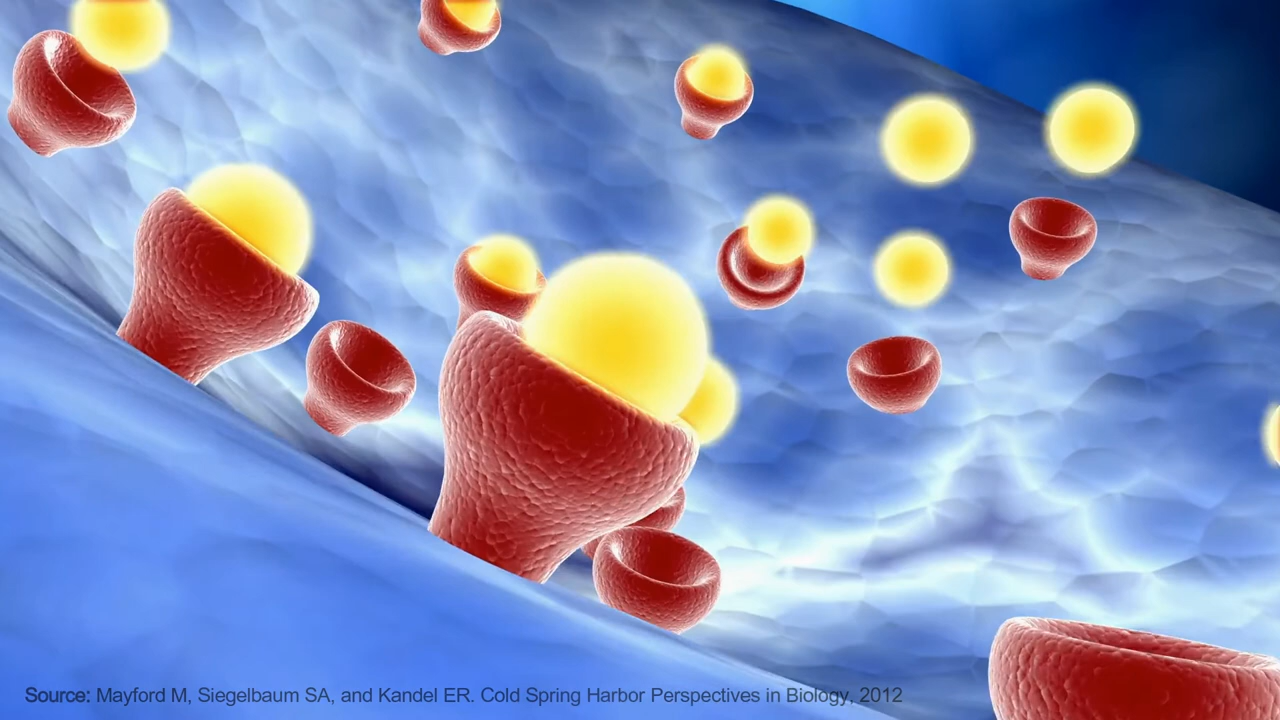 Source: Mayford M, Siegelbaum SA, and Kandel ER. Cold Spring Harbor Perspectives in Biology, 2012